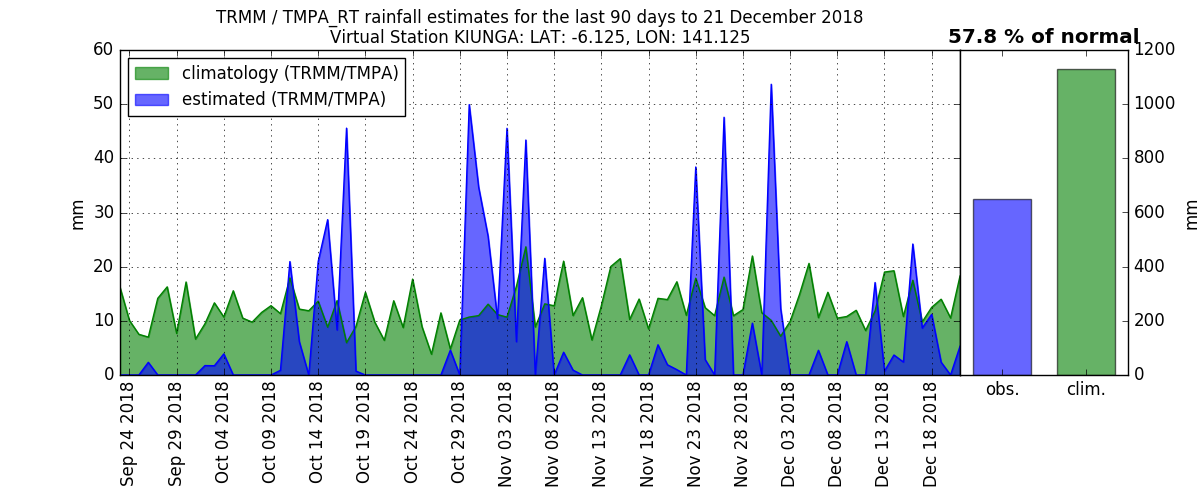 TRMM / TMPA_RT rainfall estimates for the last 90 days to 21 December 2018
Virtual Station KIUNGA: LAT: -6.125, LON: 141.125
57.8 % of normal
climatology (TRMM/TMPA)
estimated (TRMM/TMPA)
60
50
40
30
20
10
0
mm
1200
1000
800
600
400
200
0
mm
Sep 24 2018
Sep 29 2018
Oct 04 2018
Oct 09 2018
Oct 14 2018
Oct 19 2018
Oct 24 2018
Oct 29 2018
Nov 03 2018
Nov 08 2018
Nov 13 2018
Nov 18 2018
Nov 23 2018
Nov 28 2018
Dec 03 2018
Dec 08 2018
Dec 13 2018
Dec 18 2018
obs.
clim.